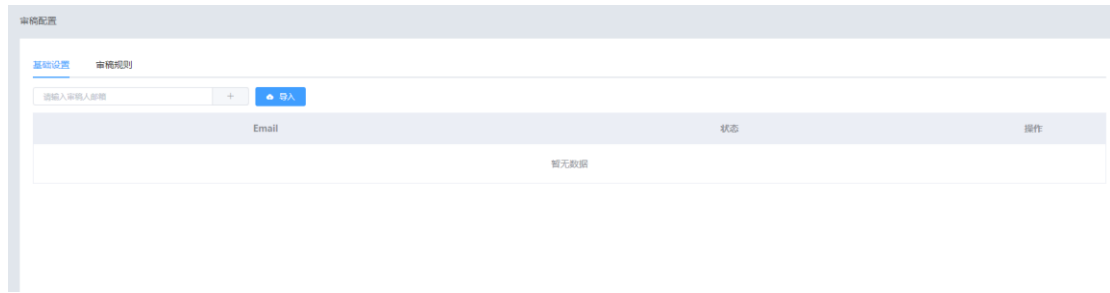 审稿配置
基础设置 审稿规则
请输入审稿人邮箱 + 导入
Email 状态 操作
暂无数据